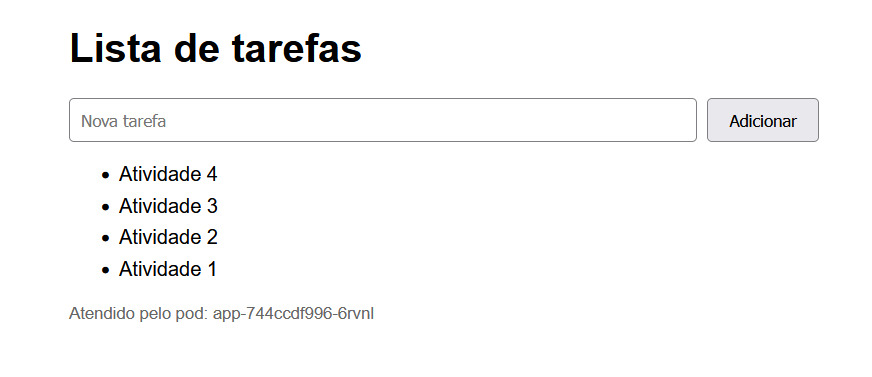 Lista de tarefas
Nova tarefa
Adicionar
Atividade 4
Atividade 3
Atividade 2
Atividade 1
Atendido pelo pod: app-744ccdf996-6rvnl